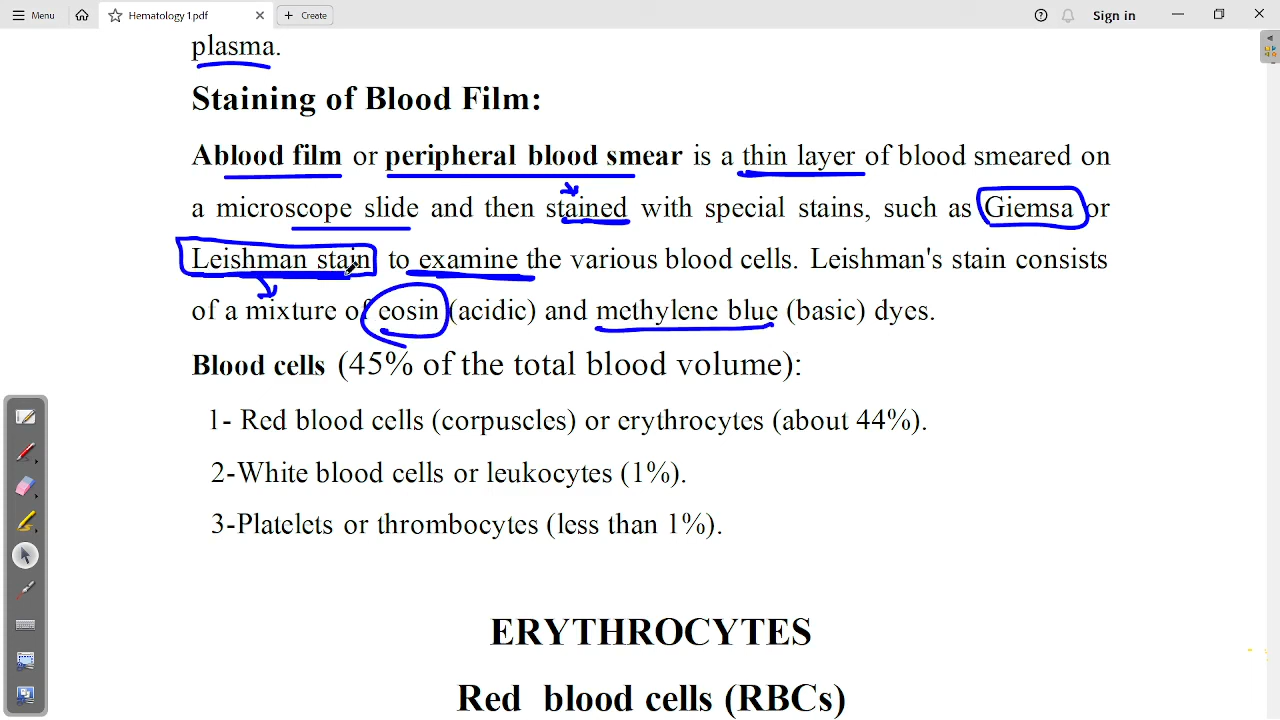 Menu
Hematology 1.pdf
Create
Sign in
plasma.
Staining of Blood Film:
Ablood film or peripheral blood smear is a thin layer of blood smeared on
a microscope slide and then stained with special stains, such as Giemsa or
Leishman stain to examine the various blood cells. Leishman's stain consists
of a mixture of eosin (acidic) and methylene blue (basic) dyes.
Blood cells (45% of the total blood volume):
1- Red blood cells (corpuscles) or erythrocytes (about 44%).
2-White blood cells or leukocytes (1%).
3-Platelets or thrombocytes (less than 1%).
ERYTHROCYTES
Red blood cells (RBCs)